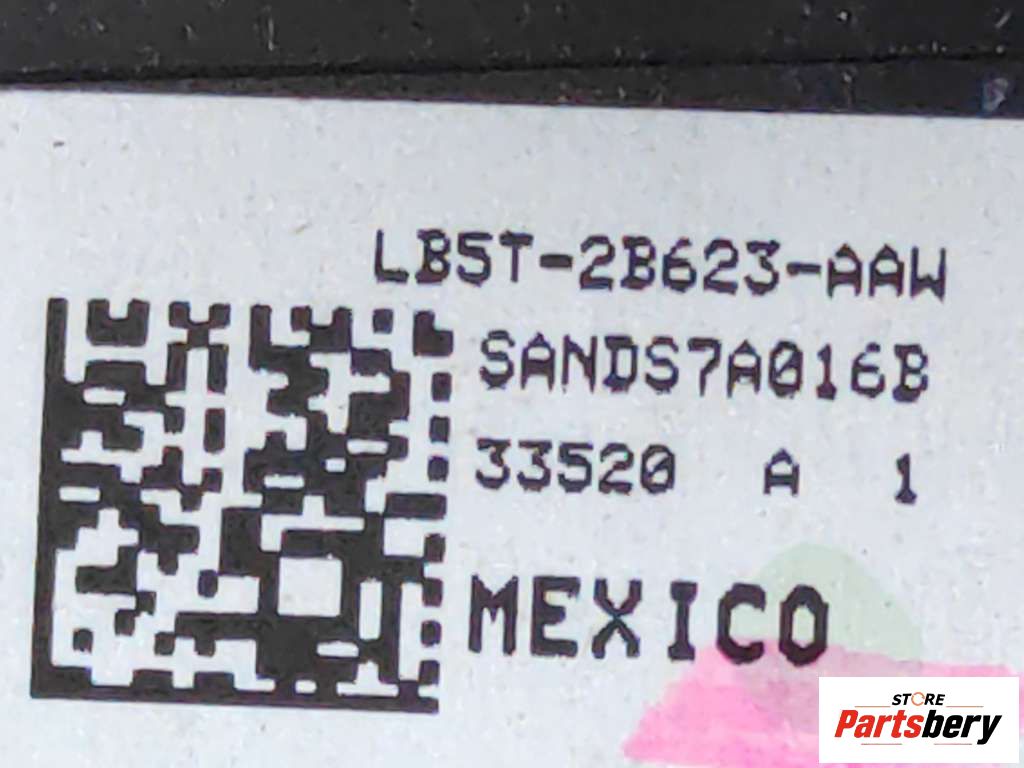 LB5T-2B623-AAW
SANDS7A016B
33520 A 1
MEXICO
STORE
Partsbery